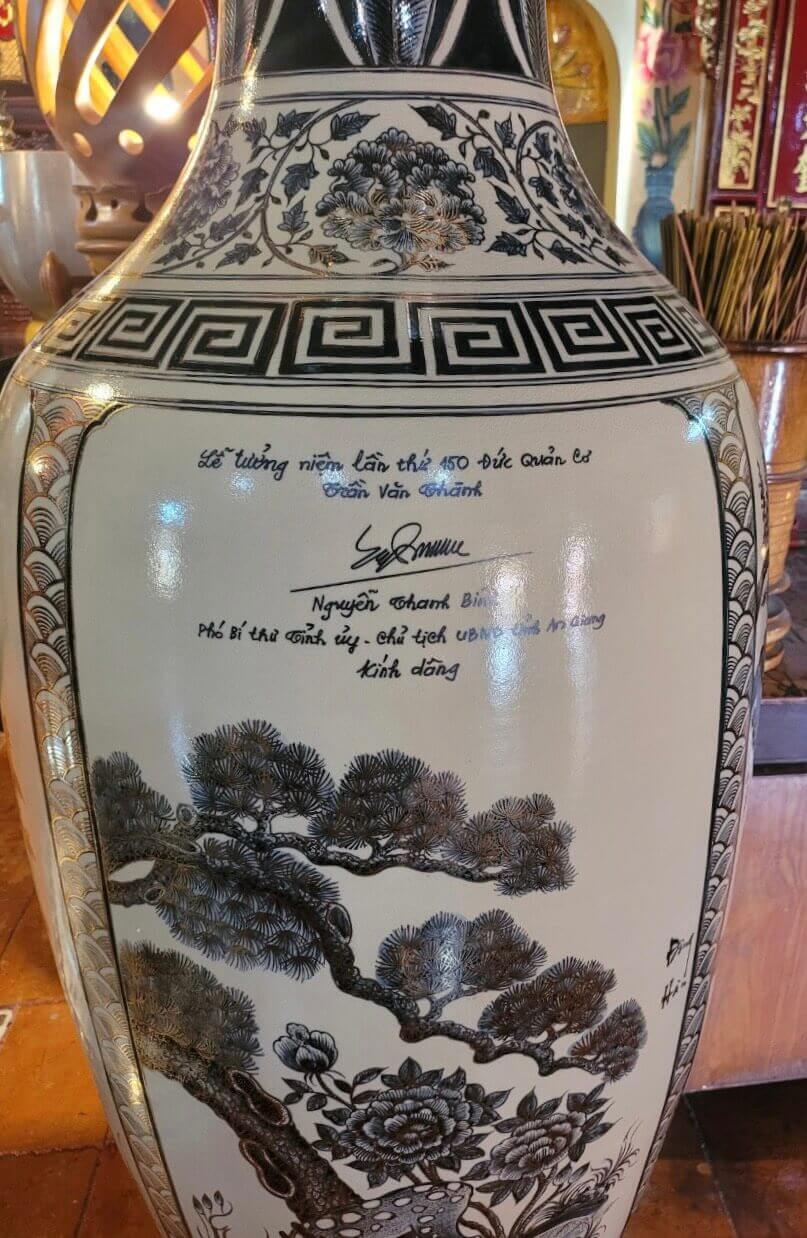 Lễ tưởng niệm lần thứ 150 Đức Quản Cơ
Trần Văn Thành
Nguyễn Thanh Bình
Phó Bí thư Tỉnh ủy - Chủ tịch UBND tỉnh An Giang
Kính dâng